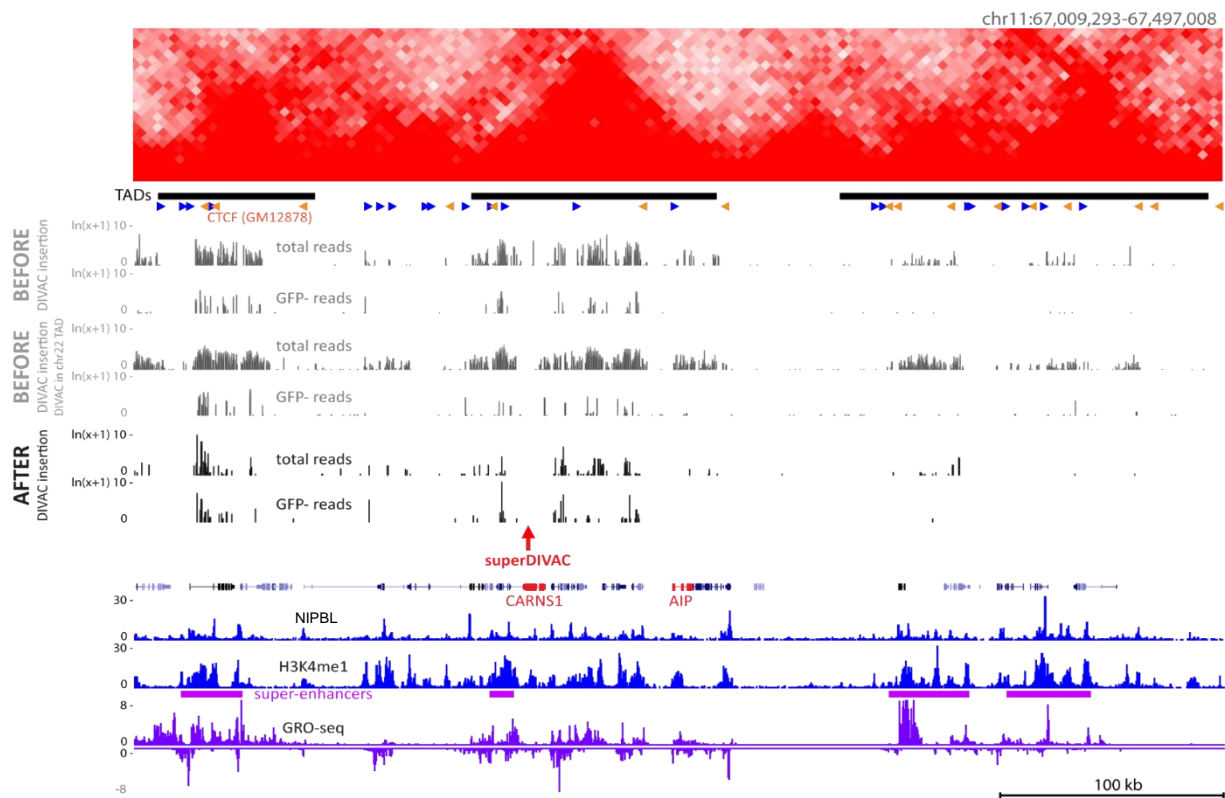 chr11:67,009,293-67,497,008
TADs
CTCF (GM12878)
BEFORE
DIVAC insertion
ln(x+1) 10 -
0
total reads
ln(x+1) 10 -
0
GFP- reads
BEFORE
DIVAC insertion
DIVAC in chr22 TAD
ln(x+1) 10 -
0
total reads
ln(x+1) 10 -
0
GFP- reads
AFTER
DIVAC insertion
ln(x+1) 10 -
0
total reads
ln(x+1) 10 -
0
GFP- reads
superDIVAC
CARNS1
AIP
30 -
0
NIPBL
30 -
0
H3K4me1
super-enhancers
8 -
0 -
GRO-seq
0 -
-8
100 kb